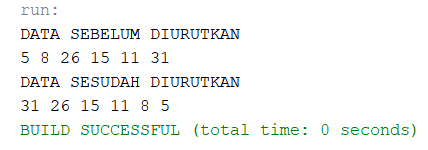 run:
DATA SEBELUM DIURUTKAN
5 8 26 15 11 31
DATA SESUDAH DIURUTKAN
31 26 15 11 8 5
BUILD SUCCESSFUL (total time: 0 seconds)